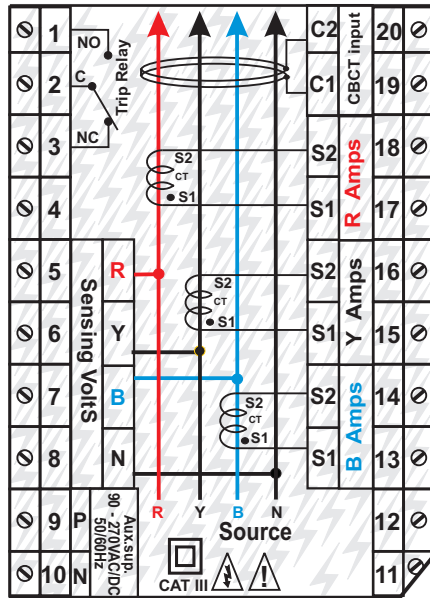 1
2
3
4
5
6
7
8
9
10
NO
C
NC
Trip Relay
Sensing VoltS
R
Y
B
N
P
N
Aux.sup.
90 - 270VAC/DC
50/60Hz
S2
CT
S1
S2
CT
S1
S2
CT
S1
R Y B N
Source
CAT III
C2
C1
CBCT input
S2
S1
R Amps
S2
S1
Y Amps
S2
S1
B Amps
20
19
18
17
16
15
14
13
12
11